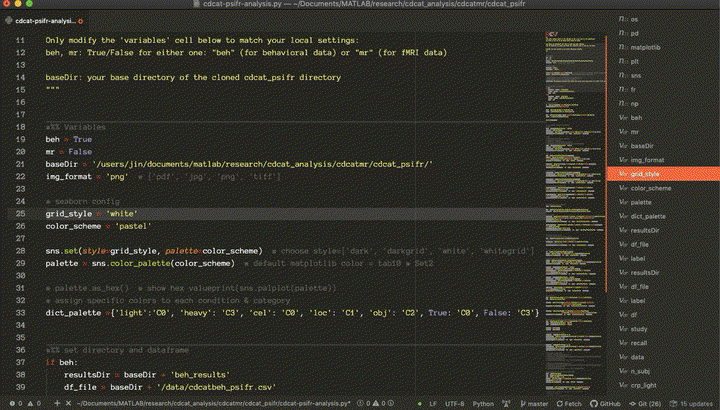 cdcat-psifr-analysis.py — ~/Documents/MATLAB/research/cdcat_analysis/cdcatmr/cdcat_psifr
cdcat-psifr-analys...
11 Only modify the 'variables' cell below to match your local settings:
12 beh, mr: True/False for either one: "beh" (for behavioral data) or "mr" (for fMRI data)
13
14 baseDir: your base directory of the cloned cdcat_psifr directory
15 """
18 #%% Variables
19 beh = True
20 mr = False
21 baseDir = '/users/jin/documents/matlab/research/cdcat_analysis/cdcatmr/cdcat_psifr/'
22 img_format = 'png' # ['pdf', 'jpg', 'png', 'tiff']
23
24 # seaborn config
25 grid_style = 'white'
26 color_scheme = 'pastel'
28 sns.set(style=grid_style, palette=color_scheme) # choose style=['dark', 'darkgrid', 'white', 'whitegrid']
29 palette = sns.color_palette(color_scheme) # default matplotlib color = tab10 # Set2
30
31 # palette.as_hex() # show hex valueprint(sns.palplot(palette))
32 # assign specific colors to each condition & category
33 dict_palette ={'light':'C0', 'heavy': 'C3', 'cel': 'C0', 'loc': 'C1', 'obj': 'C2', True: 'C0', False: 'C3'}
34
35
36 #%% set directory and dataframe
37 if beh:
38 resultsDir = baseDir + 'beh_results'
39 df_file = baseDir + '/data/cdcatbeh_psifr.csv'
os
pd
matplotlib
plt
sns
fr
np
beh
mr
baseDir
img_format
grid_style
color_scheme
palette
dict_palette
resultsDir
df_file
label
resultsDir
df_file
label
df
study
recall
data
n_subj
crp_light
0 0 ~/Documents/MATLAB/research/cdcat_analysis/cdcatmr/cdcat_psifr/cdcat-psifr-analysis.py* 0 0 LF UTF-8 Python master Fetch GitHub Git (26) 15 updates